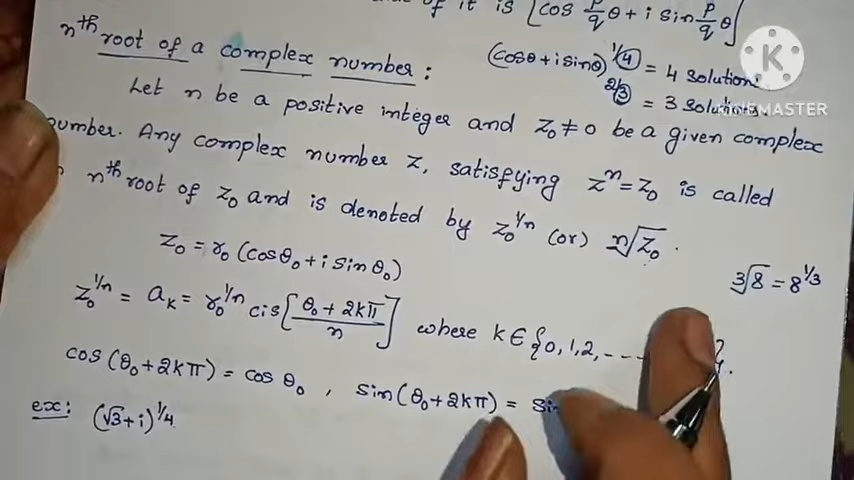 of it is [cos p/q θ + i sin p/q θ]
nth root of a complex number :
(cosθ + i sinθ)^1/4 = 4 solutions
2/3 = 3 solutions.
Let n be a positive integer and z₀ ≠ 0 be a given complex
number. Any complex number z, satisfying zⁿ = z₀ is called
nth root of z₀ and is denoted by z₀^1/n (or) ⁿ√z₀ .
z₀ = r₀ (cosθ₀ + i sinθ₀)
³√8 = 8^1/3
z₀^1/n = a_k = r₀^1/n cis[(θ₀ + 2kπ)/n] where k ∈ {0, 1, 2, ---- }.
cos(θ₀ + 2kπ) = cos θ₀ , sin(θ₀ + 2kπ) =
ex: (√3 + i)^1/4
K
KINEMASTER